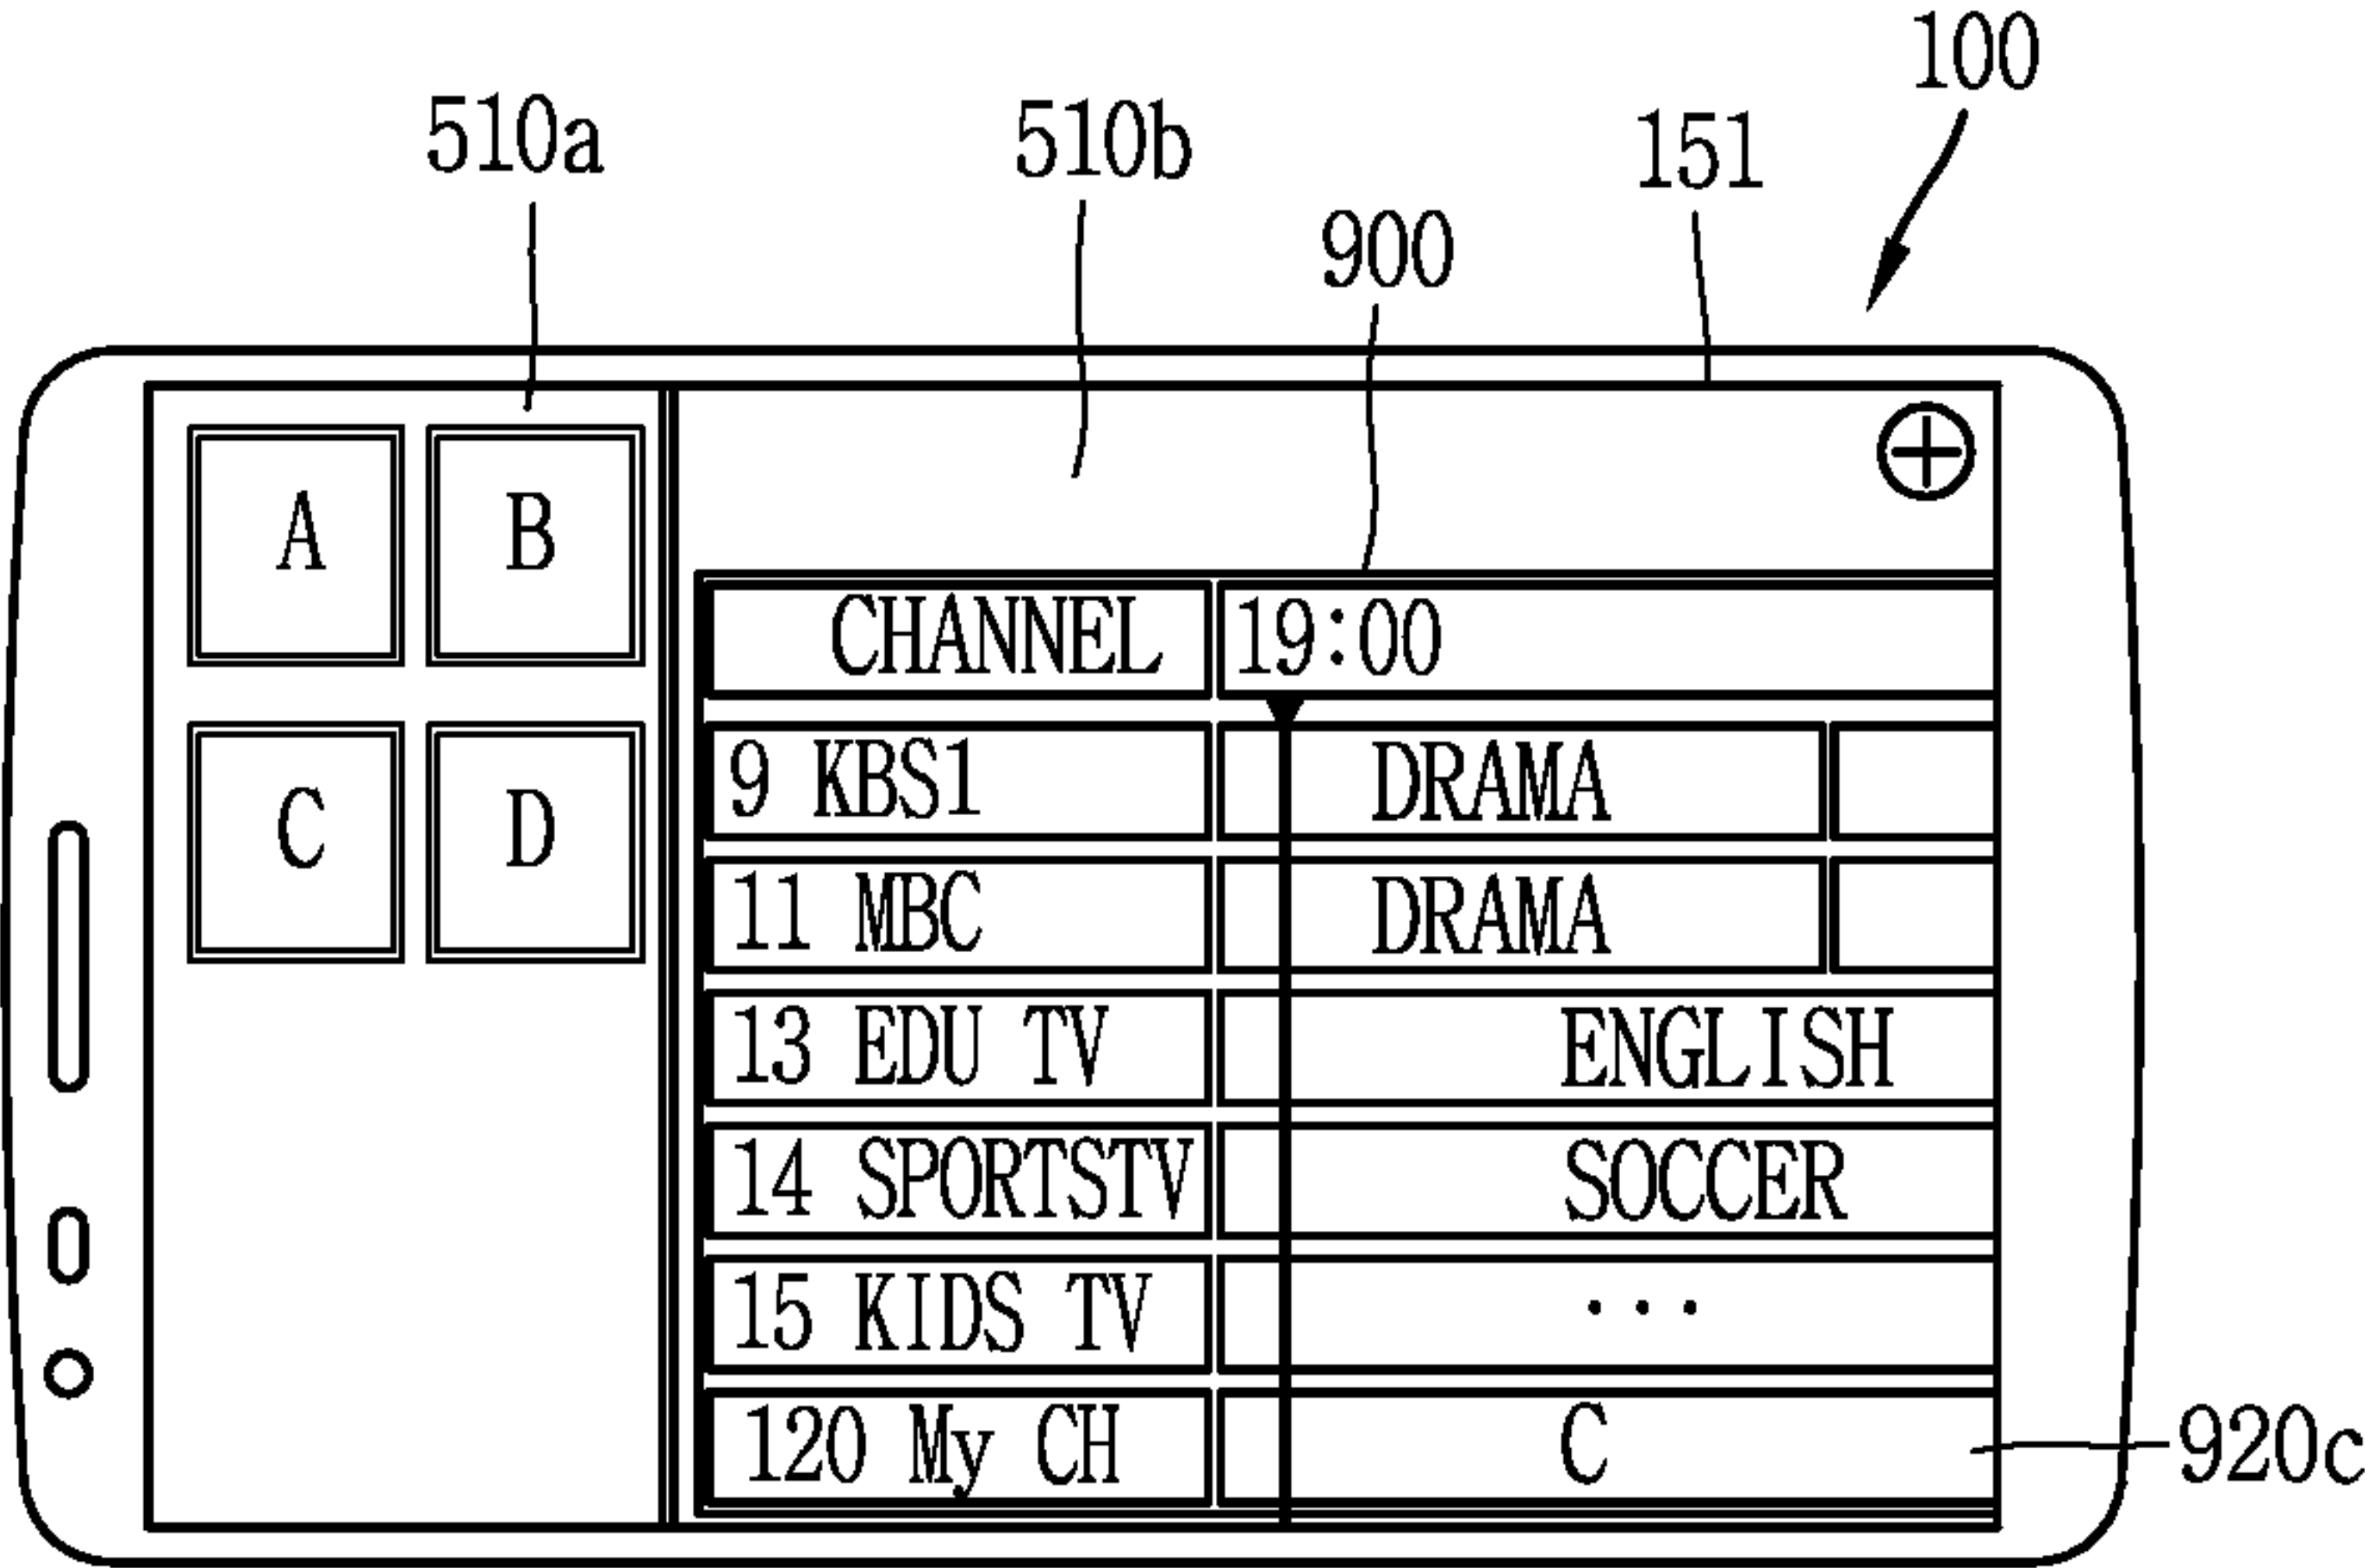 100
510a 510b 151
900
A B
CHANNEL 19:00
9 KBS1 DRAMA
C D
11 MBC DRAMA
13 EDU TV ENGLISH
14 SPORTSTV SOCCER
15 KIDS TV ...
120 My CH C
920c